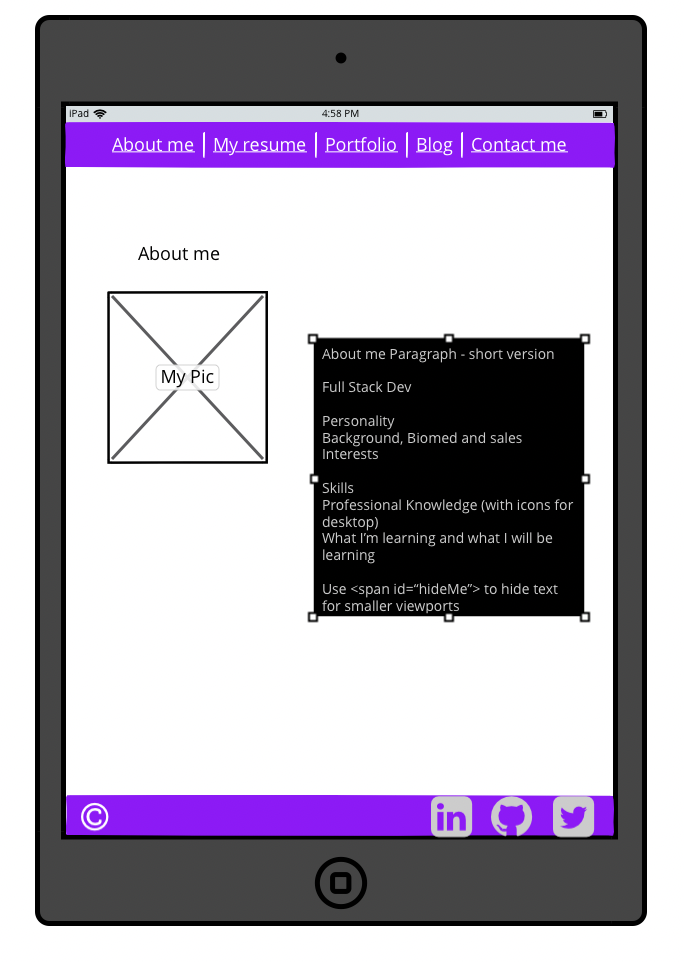 iPad 4:58 PM
About me My resume Portfolio Blog Contact me
About me
My Pic
About me Paragraph - short version
Full Stack Dev
Personality
Background, Biomed and sales
Interests
Skills
Professional Knowledge (with icons for
desktop)
What I’m learning and what I will be
learning
Use <span id=“hideMe”> to hide text
for smaller viewports
©
in